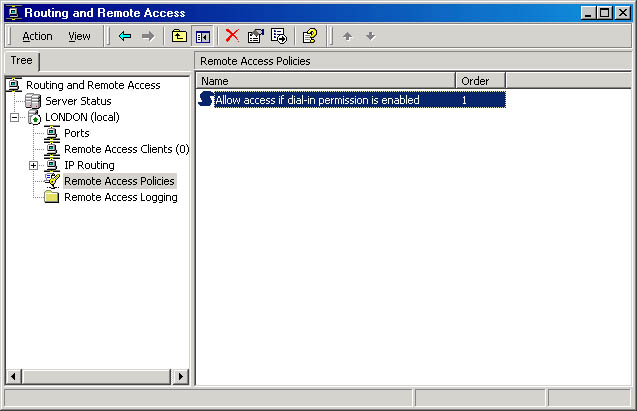 Routing and Remote Access
Action View
Tree
Remote Access Policies
Routing and Remote Access
Server Status
LONDON (local)
Ports
Remote Access Clients (0)
IP Routing
Remote Access Policies
Remote Access Logging
Name Order
Allow access if dial-in permission is enabled 1